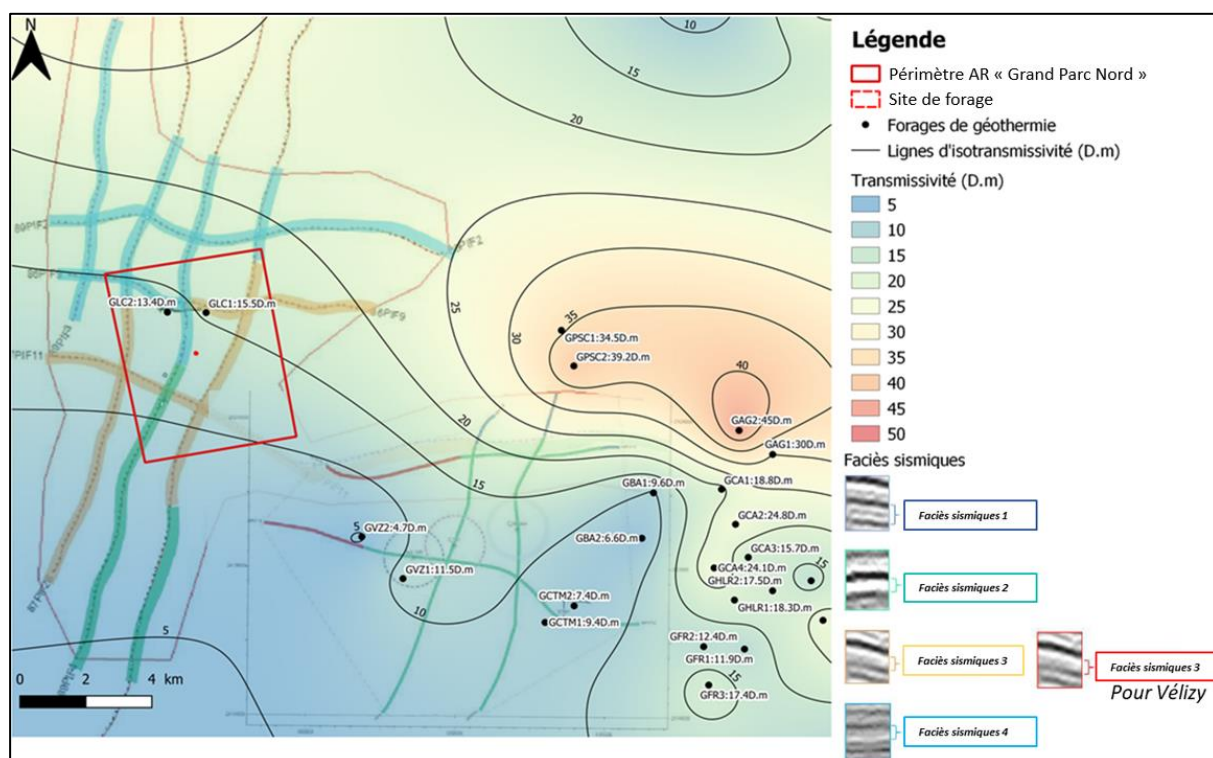 N
10
15
20
25
30
35
40
89PIF2
PIF2
GLC2:13.4D.m
GLC1:15.5D.m
6PIF9
GPSC1:34.5D.m
GPSC2:39.2D.m
7PIF11
20
15
GAG2:45D.m
GAG1:30D.m
GBA1:9.6D.m
GCA1:18.8D.m
GCA2:24.8D.m
5
GVZ2:4.7D.m
GBA2:6.6D.m
GCA3:15.7D.m
15
GCA4:24.1D.m
GVZ1:11.5D.m
GHLR2:17.5D.m
10
GCTM2:7.4D.m
GHLR1:18.3D.m
GCTM1:9.4D.m
5
GFR2:12.4D.m
GFR1:11.9D.m
15
GFR3:17.4D.m
0 2 4 km
Légende
Périmètre AR « Grand Parc Nord »
Site de forage
Forages de géothermie
Lignes d'isotransmissivité (D.m)
Transmissivité (D.m)
5
10
15
20
25
30
35
40
45
50
Faciès sismiques
Faciès sismiques 1
Faciès sismiques 2
Faciès sismiques 3
Faciès sismiques 3
Pour Vélizy
Faciès sismiques 4